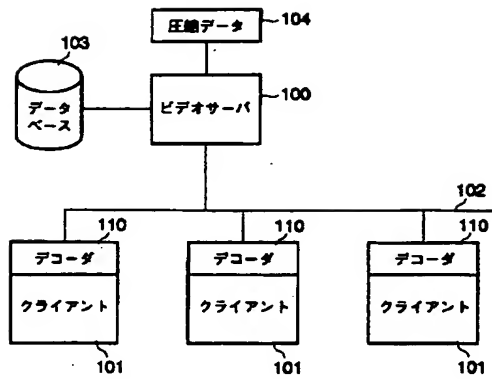 圧縮データ
104
103
データ
ベース
ビデオサーバ
100
102
110
110
110
デコーダ
デコーダ
デコーダ
クライアント
クライアント
クライアント
101
101
101